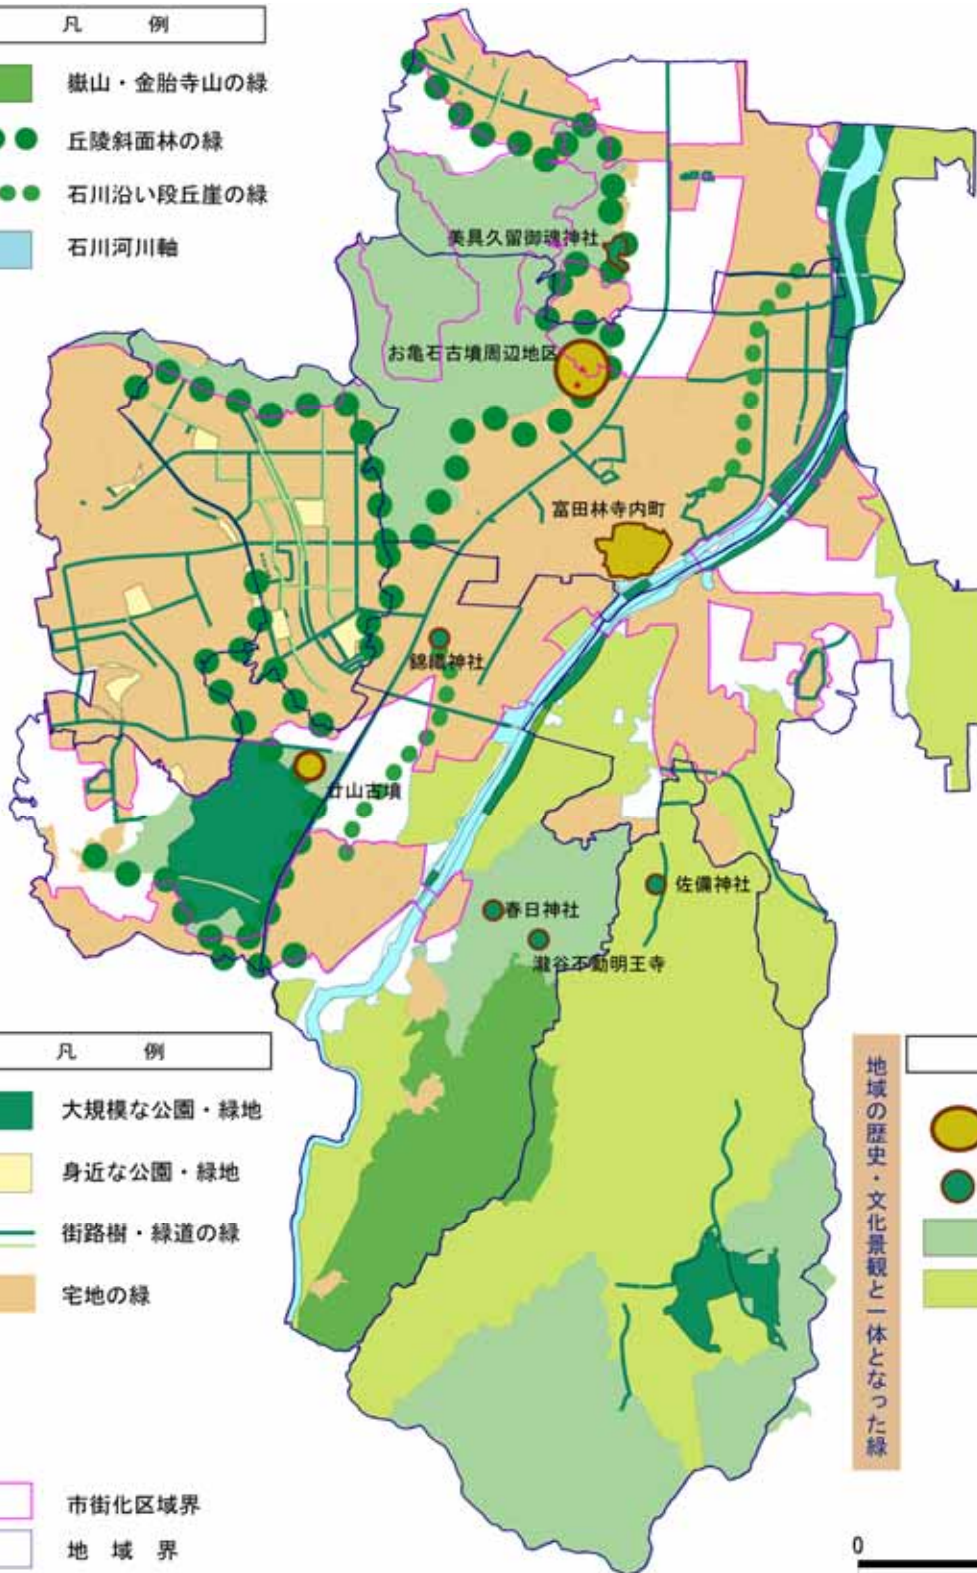 凡 例
嶽山・金胎寺山の緑
丘陵斜面林の緑
石川沿い段丘崖の緑
石川河川軸
美具久留御魂神社
お亀石古墳周辺地区
富田林寺内町
錦織神社
廿山古墳
佐備神社
春日神社
瀧谷不動明王寺
凡 例
大規模な公園・緑地
身近な公園・緑地
街路樹・緑道の緑
宅地の緑
地域の歴史・文化景観と一体となった緑
市街化区域界
地 域 界
0